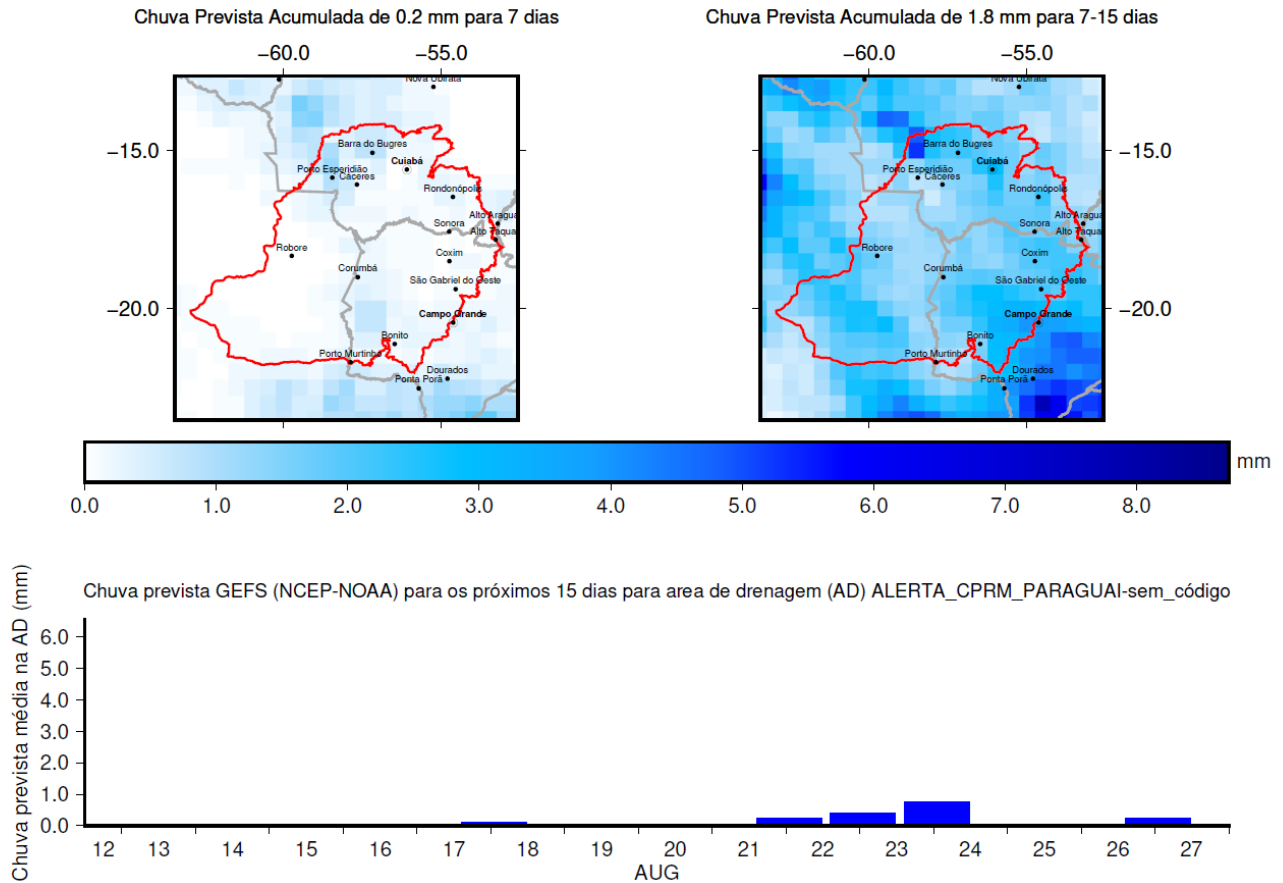 Chuva Prevista Acumulada de 0.2 mm para 7 dias
Chuva Prevista Acumulada de 1.8 mm para 7-15 dias
−60.0 −55.0
−60.0 −55.0
Nova Ubiratã
Nova Ubiratã
−15.0
Barra do Bugres
Cuiabá
Porto Esperidião
Cáceres
Rondonópolis
Alto Aragua
Alto Taqua
Sonora
Robore
Coxim
Corumbá
São Gabriel do Oeste
−20.0
Campo Grande
Bonito
Porto Murtinho
Dourados
Ponta Porã
Barra do Bugres
Cuiabá
−15.0
Porto Esperidião
Cáceres
Rondonópolis
Alto Aragua
Alto Taqua
Sonora
Robore
Coxim
Corumbá
São Gabriel do Oeste
−20.0
Campo Grande
Bonito
Porto Murtinho
Dourados
Ponta Porã
mm
0.0 1.0 2.0 3.0 4.0 5.0 6.0 7.0 8.0
Chuva prevista GEFS (NCEP-NOAA) para os próximos 15 dias para area de drenagem (AD) ALERTA_CPRM_PARAGUAI-sem_código
Chuva prevista média na AD (mm)
6.0
5.0
4.0
3.0
2.0
1.0
0.0
12 13 14 15 16 17 18 19 20 21 22 23 24 25 26 27
AUG